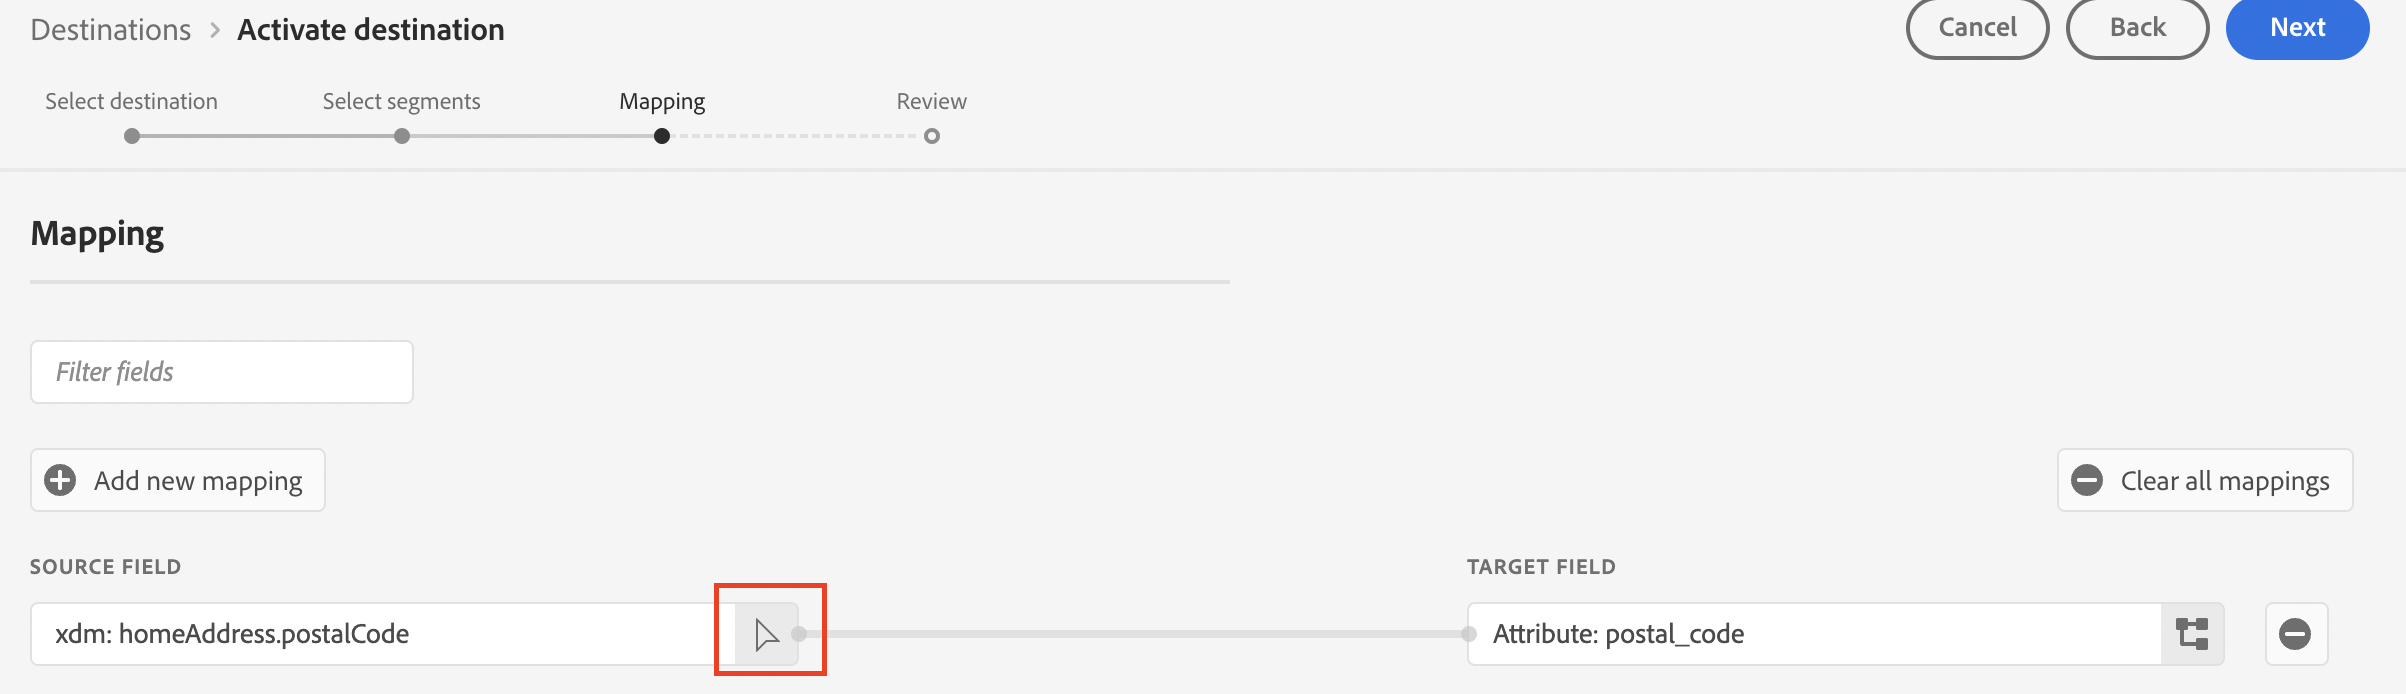 Destinations > Activate destination
Cancel
Back
Next
Select destination
Select segments
Mapping
Review
Mapping
Filter fields
Add new mapping
Clear all mappings
SOURCE FIELD
TARGET FIELD
xdm: homeAddress.postalCode
Attribute: postal_code